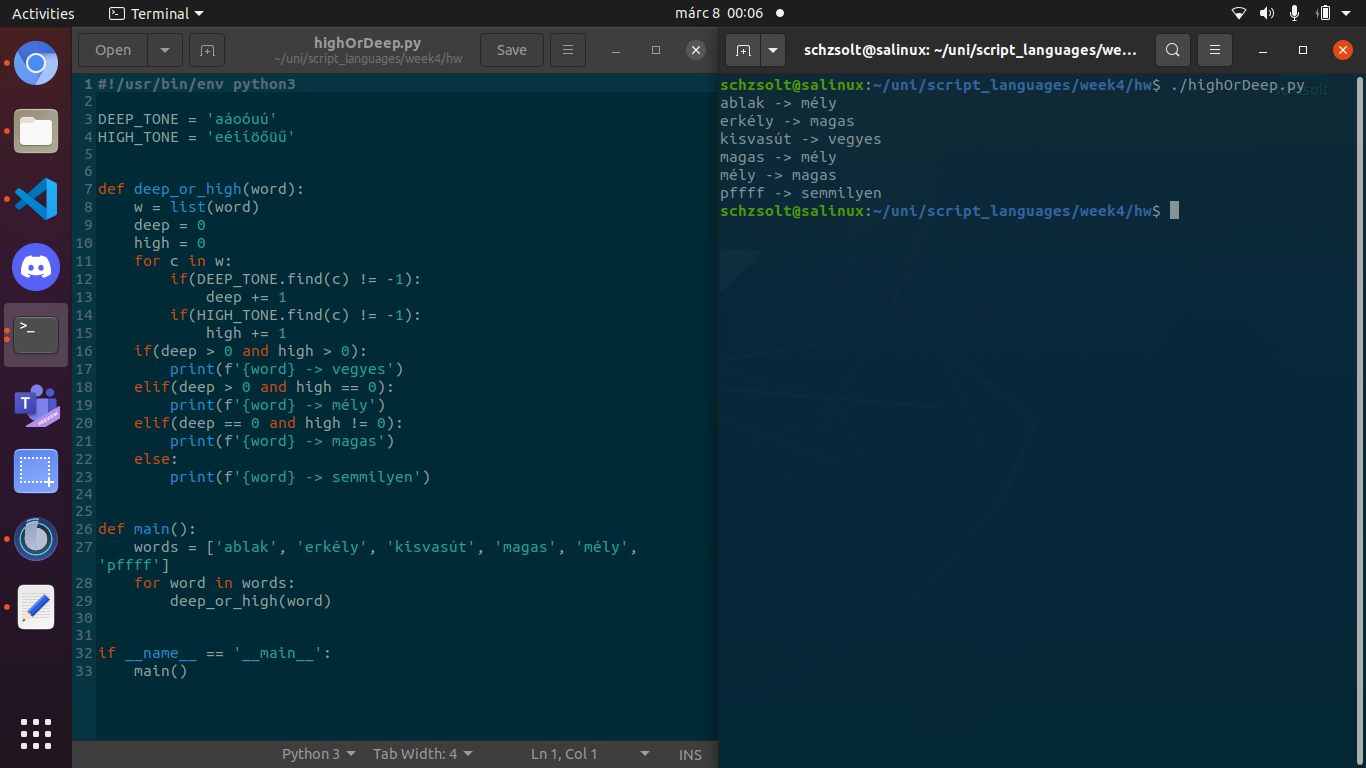 Activities Terminal márc 8 00:06
Open highOrDeep.py Save
~/uni/script_languages/week4/hw
1 #!/usr/bin/env python3
2
3 DEEP_TONE = 'aáoóuú'
4 HIGH_TONE = 'eéiíöőüű'
5
6
7 def deep_or_high(word):
8     w = list(word)
9     deep = 0
10     high = 0
11     for c in w:
12         if(DEEP_TONE.find(c) != -1):
13             deep += 1
14         if(HIGH_TONE.find(c) != -1):
15             high += 1
16     if(deep > 0 and high > 0):
17         print(f'{word} -> vegyes')
18     elif(deep > 0 and high == 0):
19         print(f'{word} -> mély')
20     elif(deep == 0 and high != 0):
21         print(f'{word} -> magas')
22     else:
23         print(f'{word} -> semmilyen')
24
25
26 def main():
27     words = ['ablak', 'erkély', 'kisvasút', 'magas', 'mély',
'pffff']
28     for word in words:
29         deep_or_high(word)
30
31
32 if __name__ == '__main__':
33     main()
Python 3 Tab Width: 4 Ln 1, Col 1 INS
schzsolt@salinux: ~/uni/script_languages/we...
schzsolt@salinux:~/uni/script_languages/week4/hw$ ./highOrDeep.py
ablak -> mély
erkély -> magas
kisvasút -> vegyes
magas -> mély
mély -> magas
pffff -> semmilyen
schzsolt@salinux:~/uni/script_languages/week4/hw$